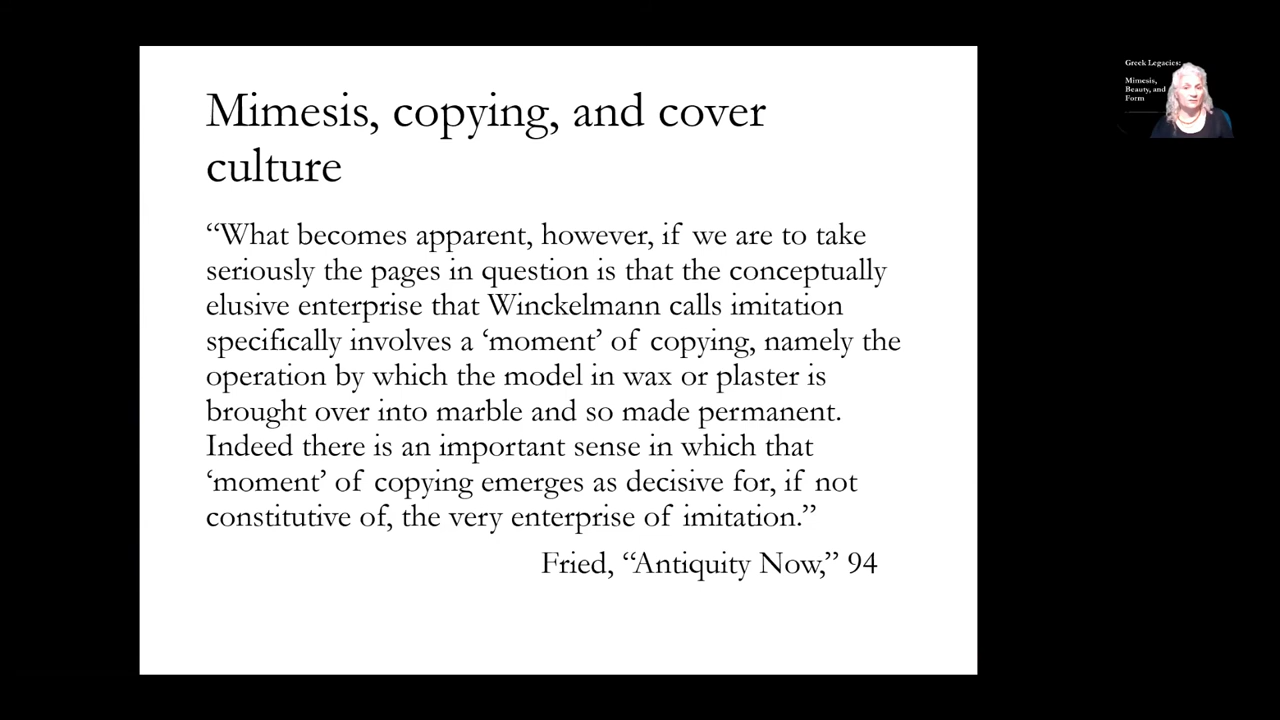 Mimesis, copying, and cover
culture
“What becomes apparent, however, if we are to take
seriously the pages in question is that the conceptually
elusive enterprise that Winckelmann calls imitation
specifically involves a ‘moment’ of copying, namely the
operation by which the model in wax or plaster is
brought over into marble and so made permanent.
Indeed there is an important sense in which that
‘moment’ of copying emerges as decisive for, if not
constitutive of, the very enterprise of imitation.”
Fried, “Antiquity Now,” 94
Greek Legacies:
Mimesis,
Beauty, and
Form